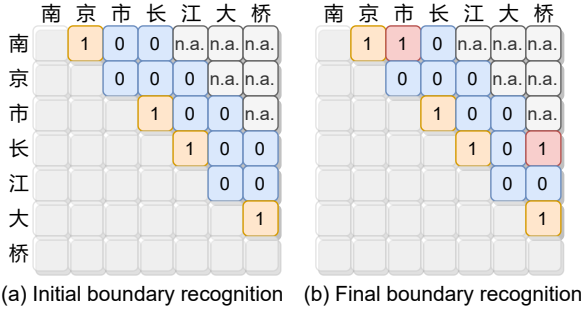 南 京 市 长 江 大 桥 南 京 市 长 江 大 桥
南 1 0 0 n.a. n.a. n.a. 南 1 1 0 n.a. n.a. n.a.
京 0 0 0 n.a. n.a. 京 0 0 0 n.a. n.a.
市 1 0 0 n.a. 市 1 0 0 n.a.
长 1 0 0 长 1 0 1
江 0 0 江 0 0
大 1 大 1
桥 桥
(a) Initial boundary recognition (b) Final boundary recognition